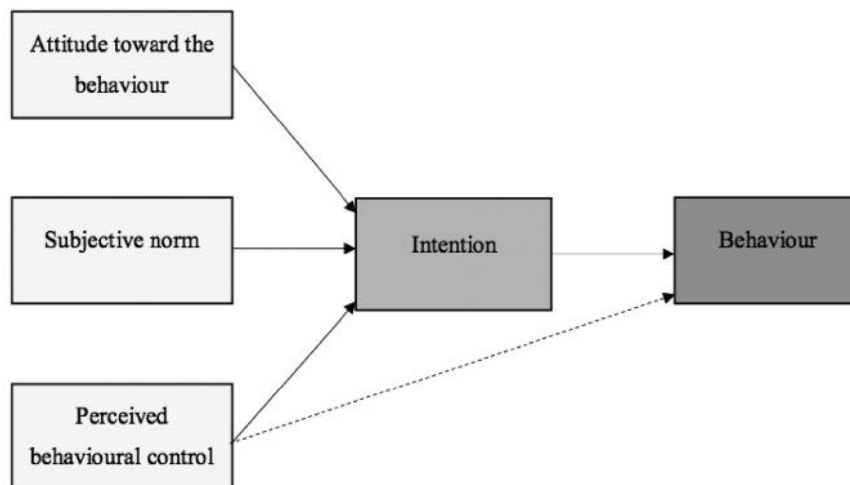 Attitude toward the
behaviour
Subjective norm
Intention
Behaviour
Perceived
behavioural control